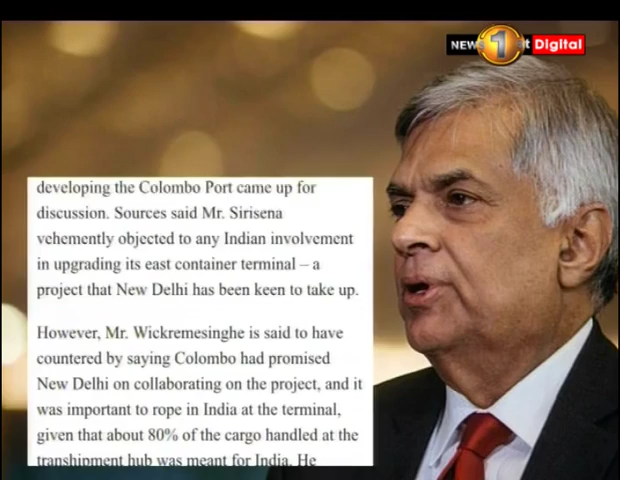 NEWS 1st Digital
developing the Colombo Port came up for
discussion. Sources said Mr. Sirisena
vehemently objected to any Indian involvement
in upgrading its east container terminal – a
project that New Delhi has been keen to take up.
However, Mr. Wickremesinghe is said to have
countered by saying Colombo had promised
New Delhi on collaborating on the project, and it
was important to rope in India at the terminal,
given that about 80% of the cargo handled at the
transhipment hub was meant for India. He